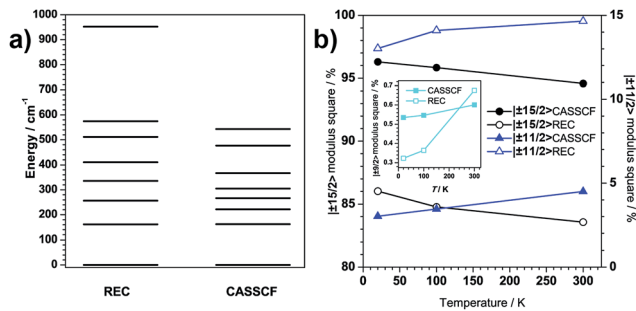 a)
Energy / cm⁻¹
1000
900
800
700
600
500
400
300
200
100
0
REC
CASSCF
b)
|±15/2> modulus square / %
100
95
90
85
80
|±11/2> modulus square / %
15
10
5
0
0 50 100 150 200 250 300 350
Temperature / K
|±15/2>CASSCF
|±15/2>REC
|±11/2>CASSCF
|±11/2>REC
|±9/2> modulus square / %
0.7
0.6
0.5
0.4
0.3
CASSCF
REC
0 100 200 300
T / K